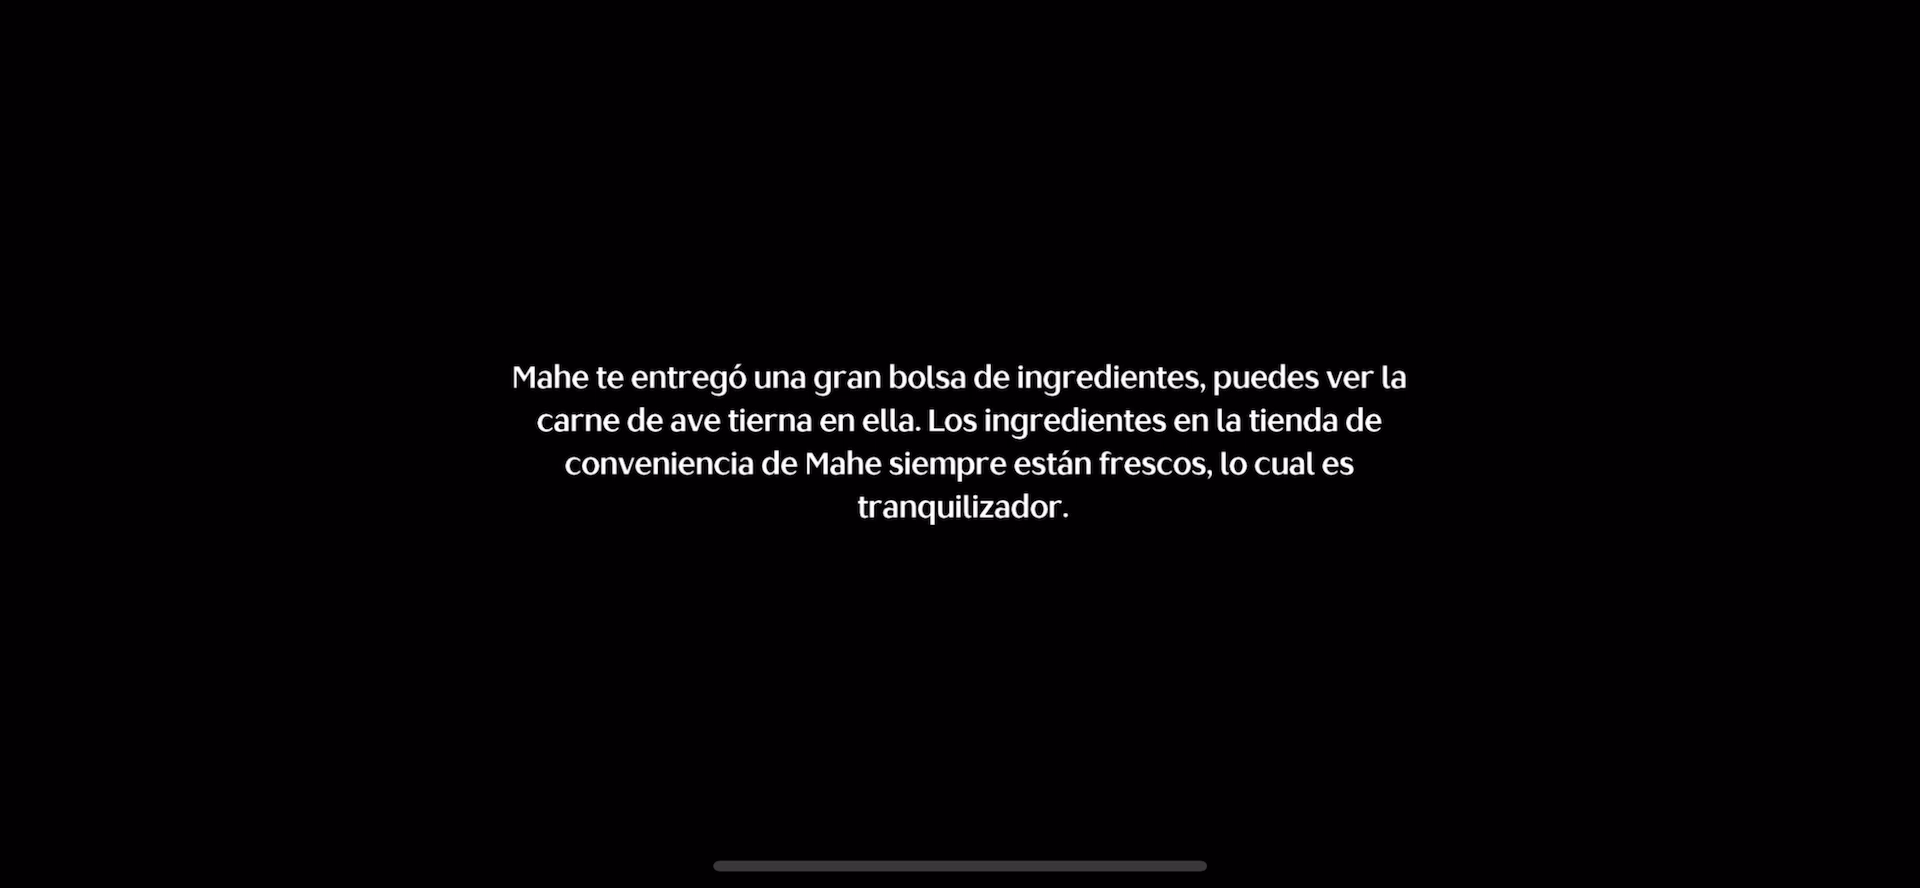 Mahe te entregó una gran bolsa de ingredientes, puedes ver la
carne de ave tierna en ella. Los ingredientes en la tienda de
conveniencia de Mahe siempre están frescos, lo cual es
tranquilizador.